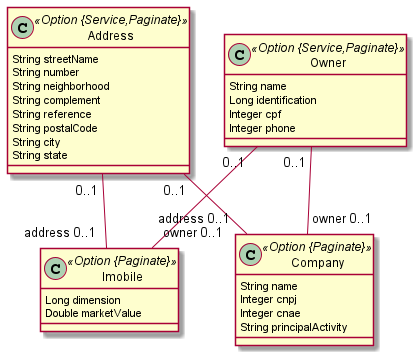 C «Option {Service,Paginate}»
Address
String streetName
String number
String neighborhood
String complement
String reference
String postalCode
String city
String state
C «Option {Service,Paginate}»
Owner
String name
Long identification
Integer cpf
Integer phone
0..1
0..1
0..1
0..1
address 0..1
address 0..1
owner 0..1
owner 0..1
C «Option {Paginate}»
Imobile
Long dimension
Double marketValue
C «Option {Paginate}»
Company
String name
Integer cnpj
Integer cnae
String principalActivity